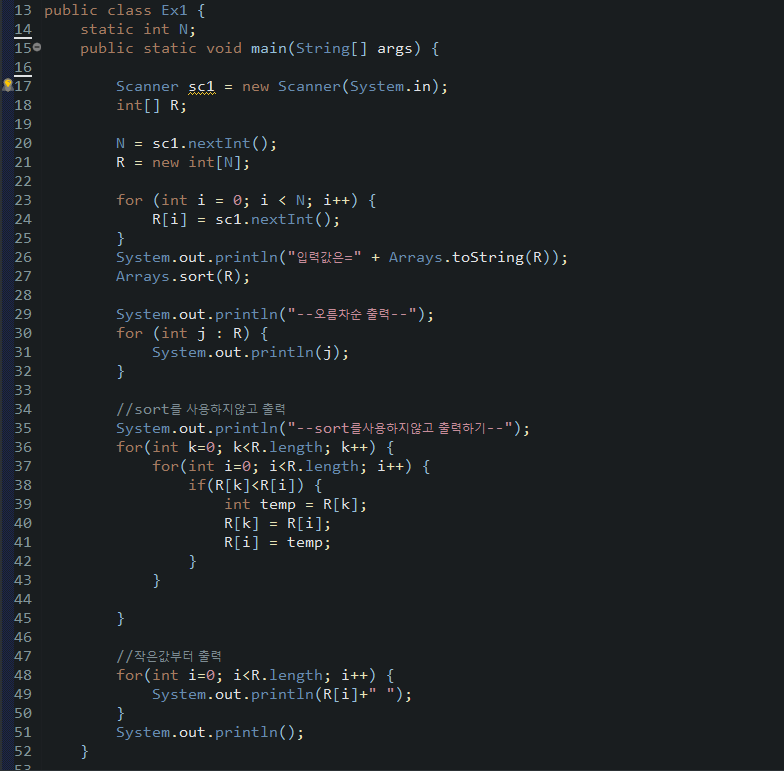 13 public class Ex1 {
14     static int N;
15     public static void main(String[] args) {
16
17         Scanner sc1 = new Scanner(System.in);
18         int[] R;
19
20         N = sc1.nextInt();
21         R = new int[N];
22
23         for (int i = 0; i < N; i++) {
24             R[i] = sc1.nextInt();
25         }
26         System.out.println("입력값은=" + Arrays.toString(R));
27         Arrays.sort(R);
28
29         System.out.println("--오름차순 출력--");
30         for (int j : R) {
31             System.out.println(j);
32         }
33
34         //sort를 사용하지않고 출력
35         System.out.println("--sort를사용하지않고 출력하기--");
36         for(int k=0; k<R.length; k++) {
37             for(int i=0; i<R.length; i++) {
38                 if(R[k]<R[i]) {
39                     int temp = R[k];
40                     R[k] = R[i];
41                     R[i] = temp;
42                 }
43             }
44
45         }
46
47         //작은값부터 출력
48         for(int i=0; i<R.length; i++) {
49             System.out.println(R[i]+" ");
50         }
51         System.out.println();
52     }
53